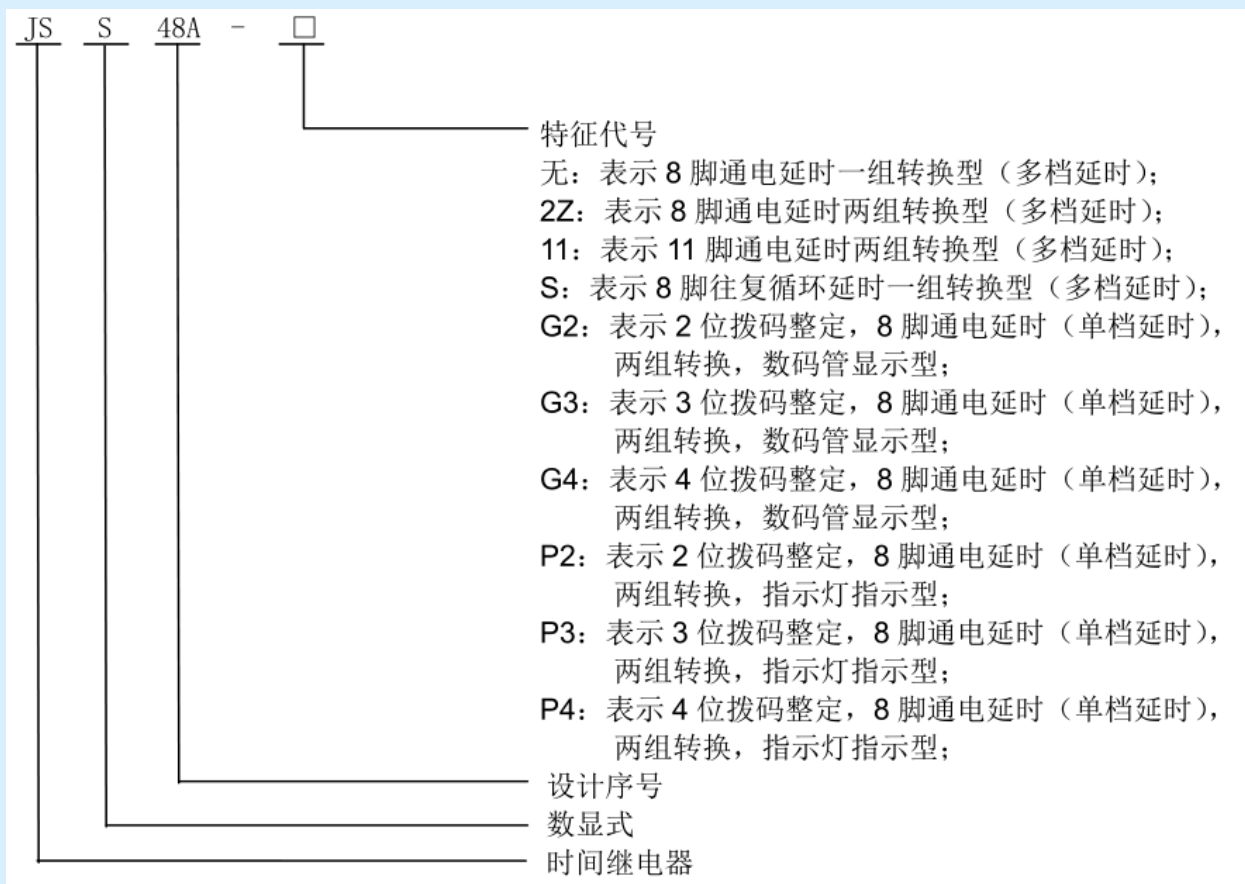 JS S 48A - □
特征代号
无：表示 8 脚通电延时一组转换型（多档延时）；
2Z：表示 8 脚通电延时两组转换型（多档延时）；
11：表示 11 脚通电延时两组转换型（多档延时）；
S：表示 8 脚往复循环延时一组转换型（多档延时）；
G2：表示 2 位拨码整定，8 脚通电延时（单档延时），
两组转换，数码管显示型；
G3：表示 3 位拨码整定，8 脚通电延时（单档延时），
两组转换，数码管显示型；
G4：表示 4 位拨码整定，8 脚通电延时（单档延时），
两组转换，数码管显示型；
P2：表示 2 位拨码整定，8 脚通电延时（单档延时），
两组转换，指示灯指示型；
P3：表示 3 位拨码整定，8 脚通电延时（单档延时），
两组转换，指示灯指示型；
P4：表示 4 位拨码整定，8 脚通电延时（单档延时），
两组转换，指示灯指示型；
设计序号
数显式
时间继电器